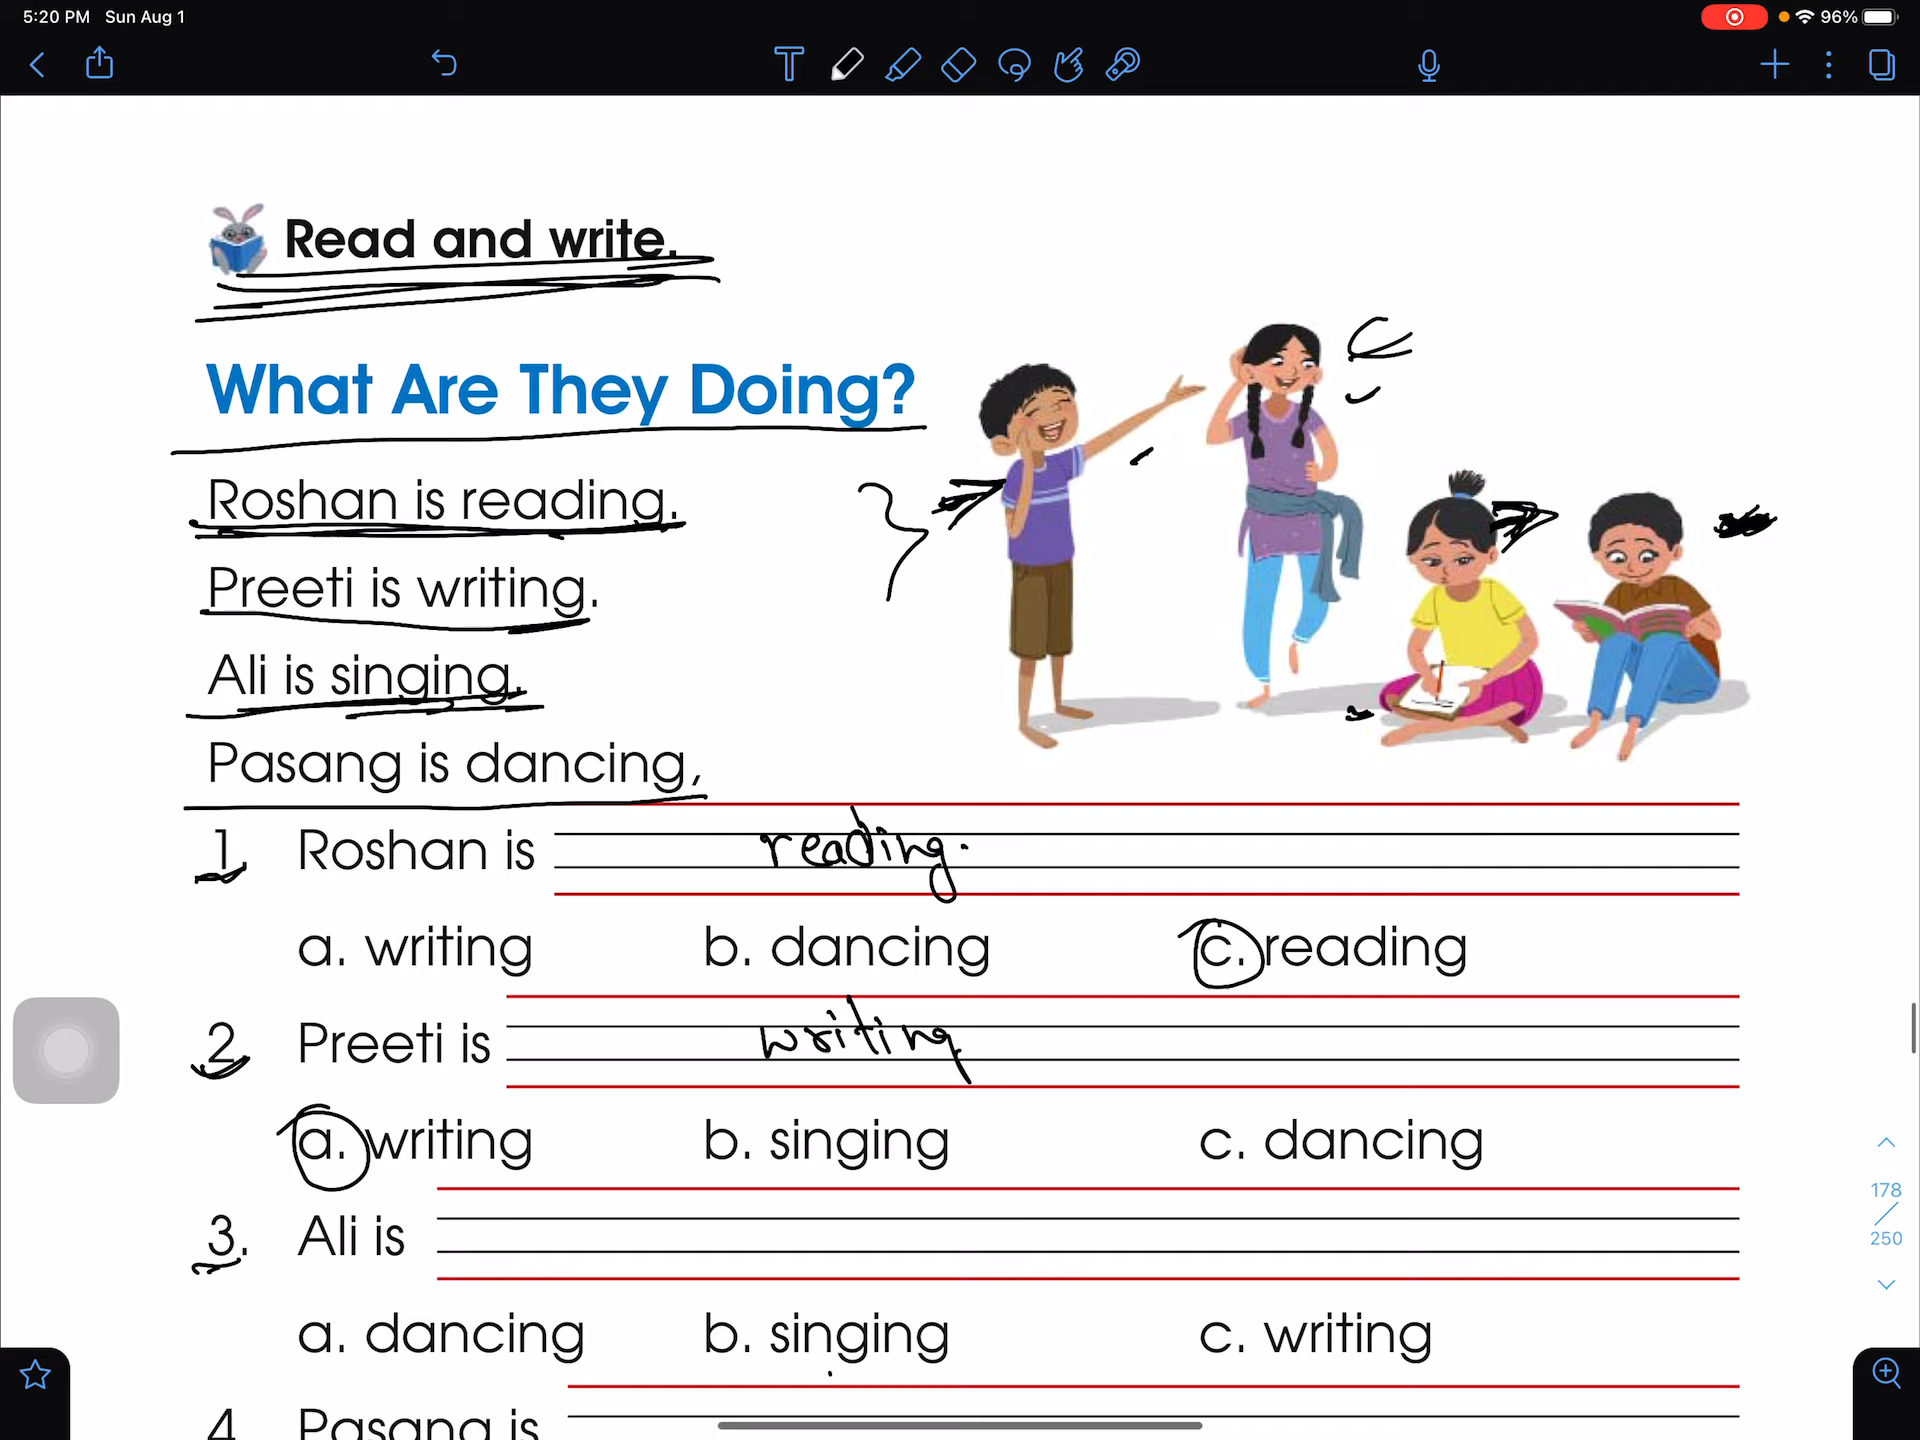 5:20 PM Sun Aug 1
96%
Read and write.
What Are They Doing?
Roshan is reading.
Preeti is writing.
Ali is singing.
Pasang is dancing,
1. Roshan is reading.
a. writing b. dancing c. reading
2. Preeti is writing
a. writing b. singing c. dancing
178
3. Ali is
250
a. dancing b. singing c. writing
4. Pasang is